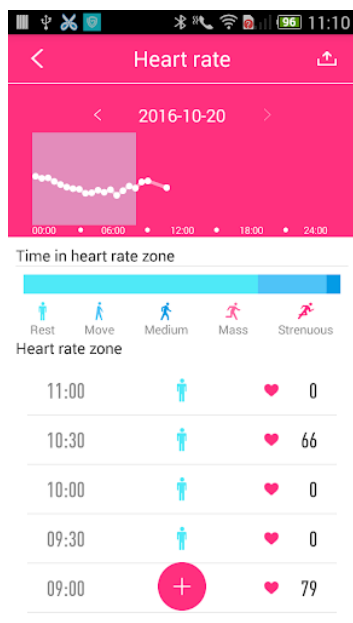 96 11:10
Heart rate
2016-10-20
00:00 06:00 12:00 18:00 24:00
Time in heart rate zone
Rest Move Medium Mass Strenuous
Heart rate zone
11:00 0
10:30 66
10:00 0
09:30 0
09:00 + 79